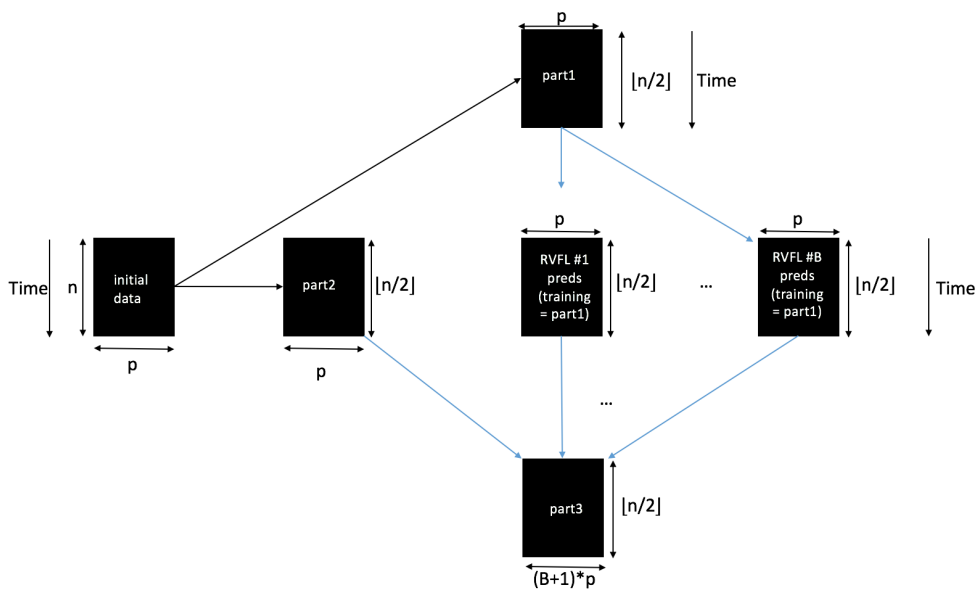 p
part1
⌊n/2⌋
Time
Time
n
initial
data
p
part2
⌊n/2⌋
p
p
RVFL #1
preds
(training
= part1)
⌊n/2⌋
...
p
RVFL #B
preds
(training
= part1)
⌊n/2⌋
Time
...
part3
⌊n/2⌋
(B+1)*p